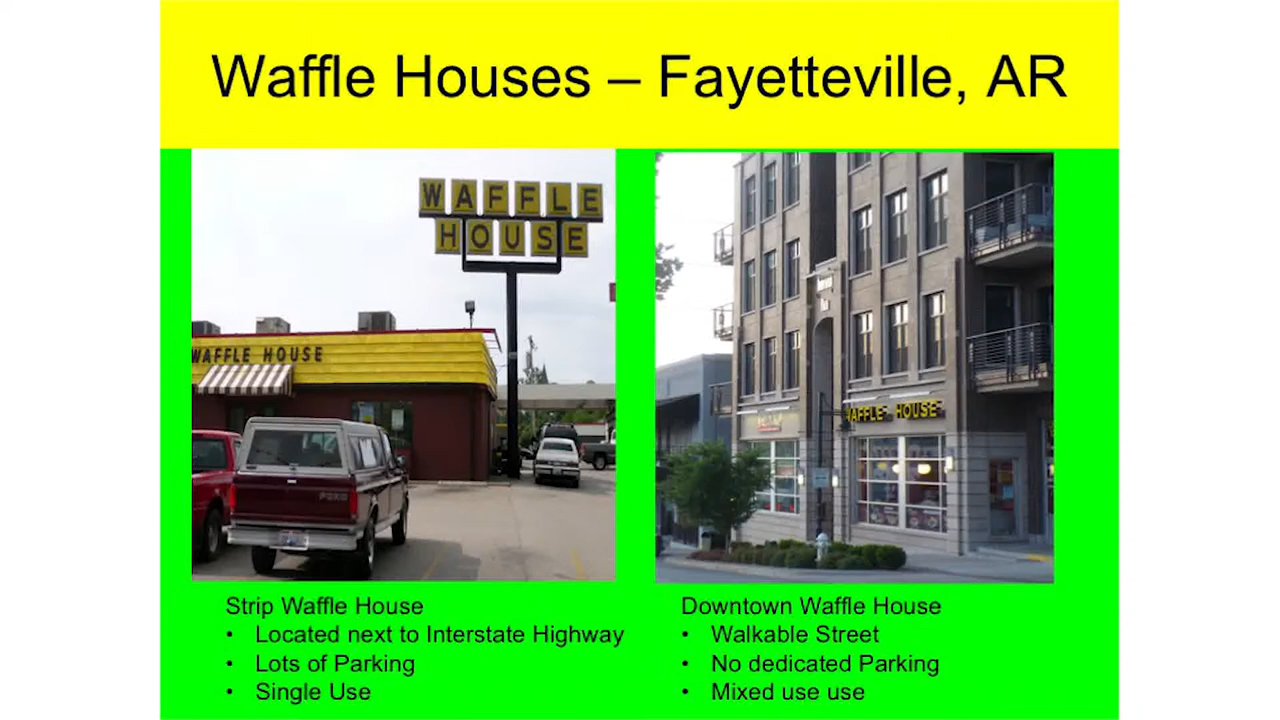 Waffle Houses – Fayetteville, AR
WAFFLE
HOUSE
WAFFLE HOUSE
FORD
WAFFLE HOUSE
Strip Waffle House
• Located next to Interstate Highway
• Lots of Parking
• Single Use
Downtown Waffle House
• Walkable Street
• No dedicated Parking
• Mixed use use